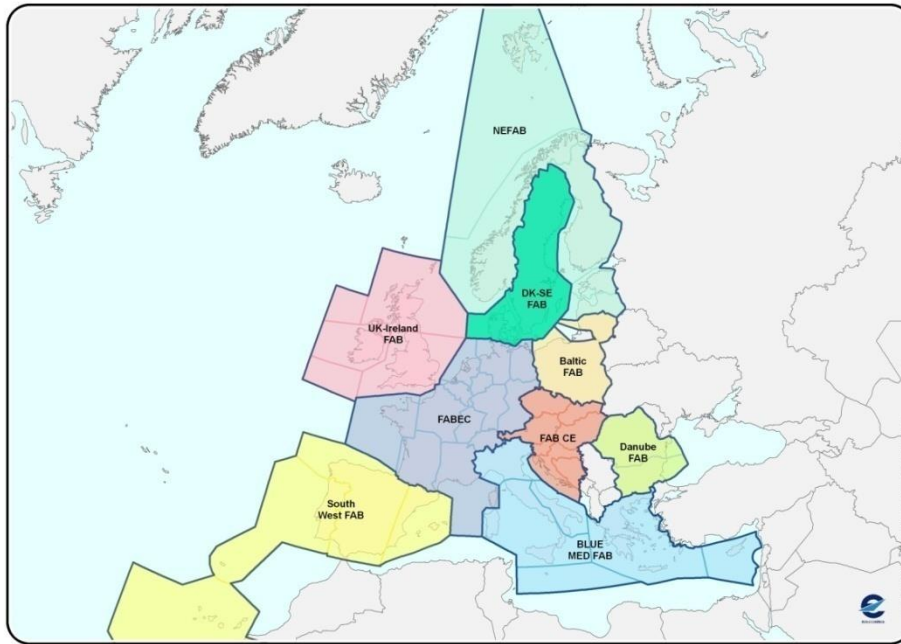 NEFAB
DK-SE
FAB
UK-Ireland
FAB
Baltic
FAB
FABEC
FAB CE
Danube
FAB
South
West FAB
BLUE
MED FAB